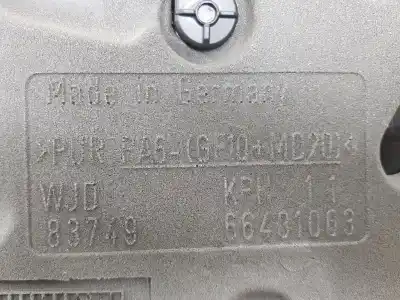 Made in Germany
>PUR PA6-(GF10+MD20)<
WJD KPH 11
83749 66431063